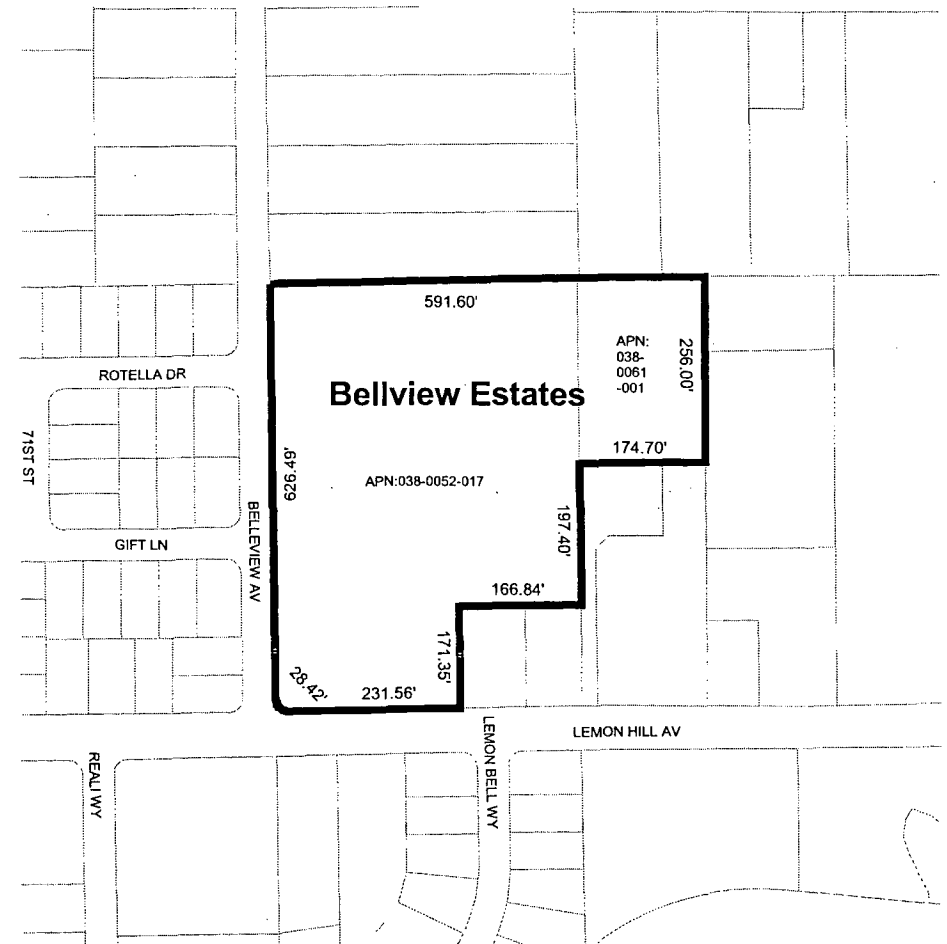 591.60'
APN:
038-
0061
-001
256.00'
ROTELLA DR
Bellview Estates
71ST ST
174.70'
626.49'
APN:038-0052-017
BELLEVIEW AV
197.40'
GIFT LN
166.84'
171.35'
28.42'
231.56'
LEMON HILL AV
LEMON BELL WY
REALI WY